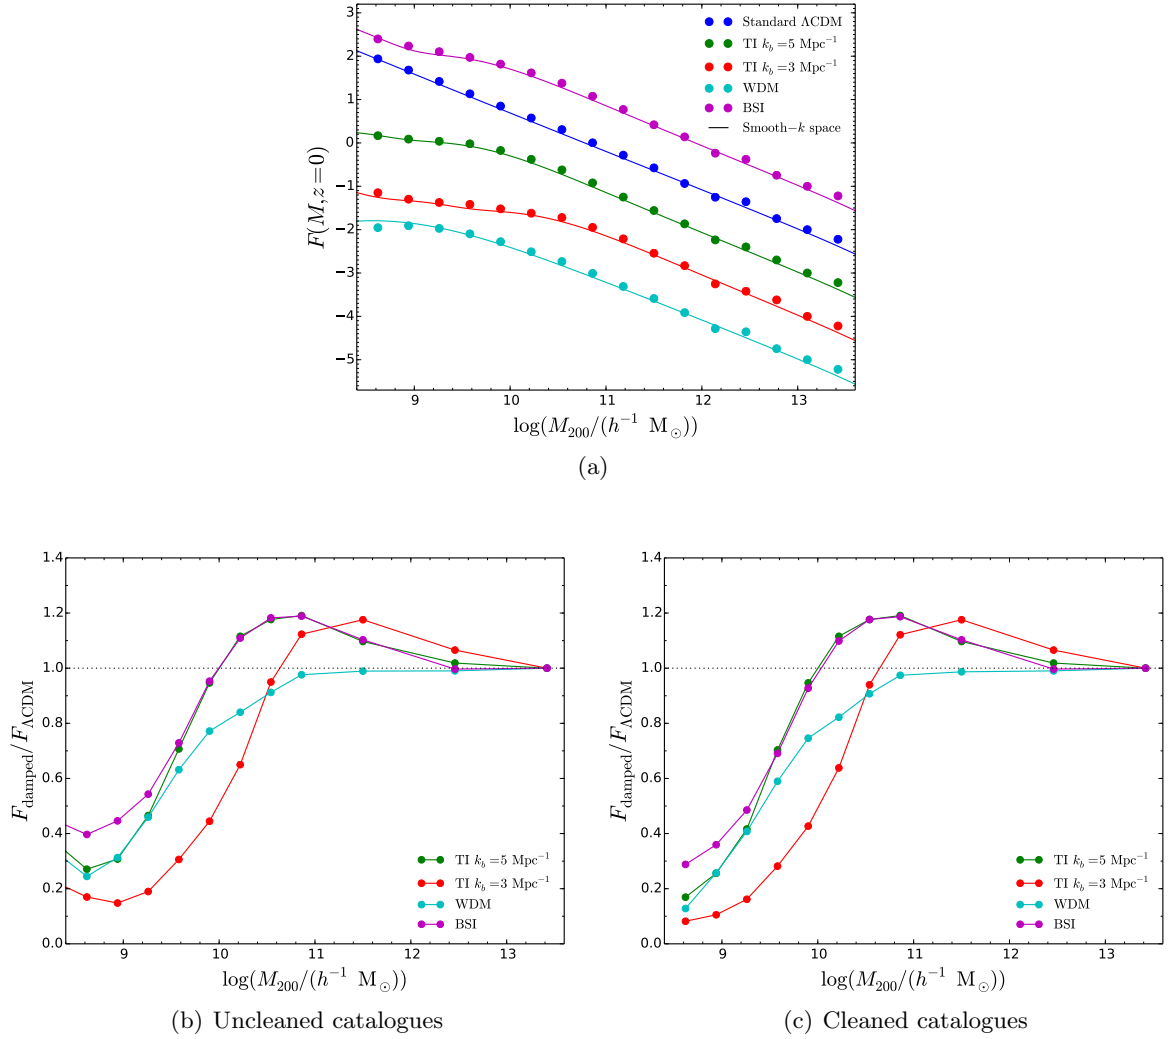 3
2
1
0
−1
−2
−3
−4
−5
F(M,z=0)
Standard ΛCDM
TI k_b=5 Mpc⁻¹
TI k_b=3 Mpc⁻¹
WDM
BSI
Smooth−k space
9 10 11 12 13
log(M₂₀₀/(h⁻¹ M_⊙))
(a)
1.4
1.2
1.0
0.8
0.6
0.4
0.2
0.0
F_damped/F_ΛCDM
TI k_b=5 Mpc⁻¹
TI k_b=3 Mpc⁻¹
WDM
BSI
9 10 11 12 13
log(M₂₀₀/(h⁻¹ M_⊙))
(b) Uncleaned catalogues
1.4
1.2
1.0
0.8
0.6
0.4
0.2
0.0
F_damped/F_ΛCDM
TI k_b=5 Mpc⁻¹
TI k_b=3 Mpc⁻¹
WDM
BSI
9 10 11 12 13
log(M₂₀₀/(h⁻¹ M_⊙))
(c) Cleaned catalogues